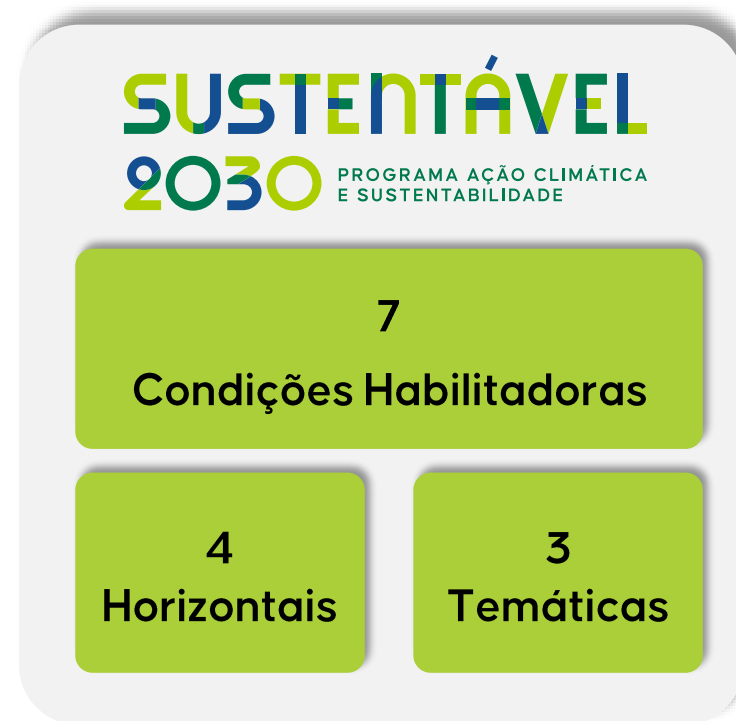 SUSTENTÁVEL
2030
PROGRAMA AÇÃO CLIMÁTICA
E SUSTENTABILIDADE
7
Condições Habilitadoras
4
Horizontais
3
Temáticas